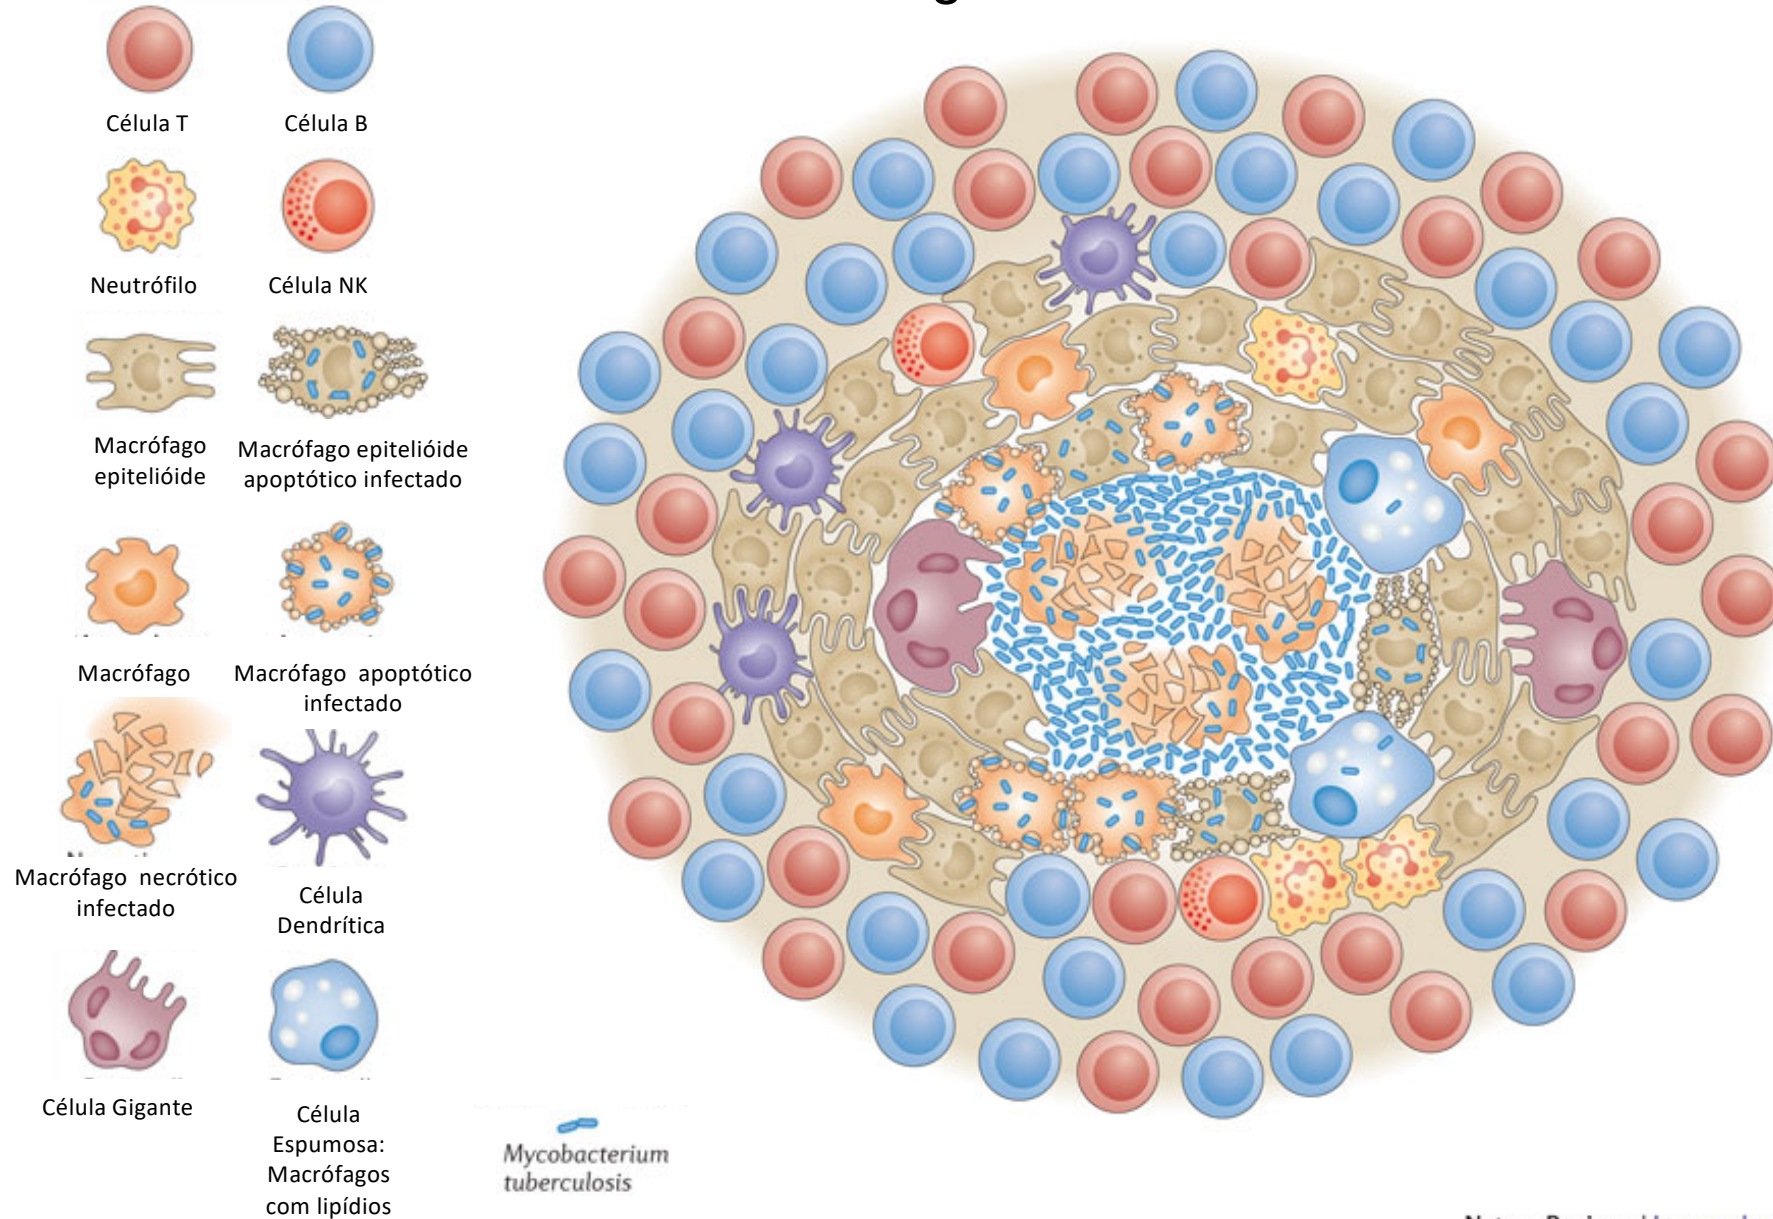 Célula T
Célula B
Neutrófilo
Célula NK
Macrófago
epitelióide
Macrófago epitelióide
apoptótico infectado
Macrófago
Macrófago apoptótico
infectado
Macrófago necrótico
infectado
Célula
Dendrítica
Célula Gigante
Célula
Espumosa:
Macrófagos
com lipídios
Mycobacterium
tuberculosis